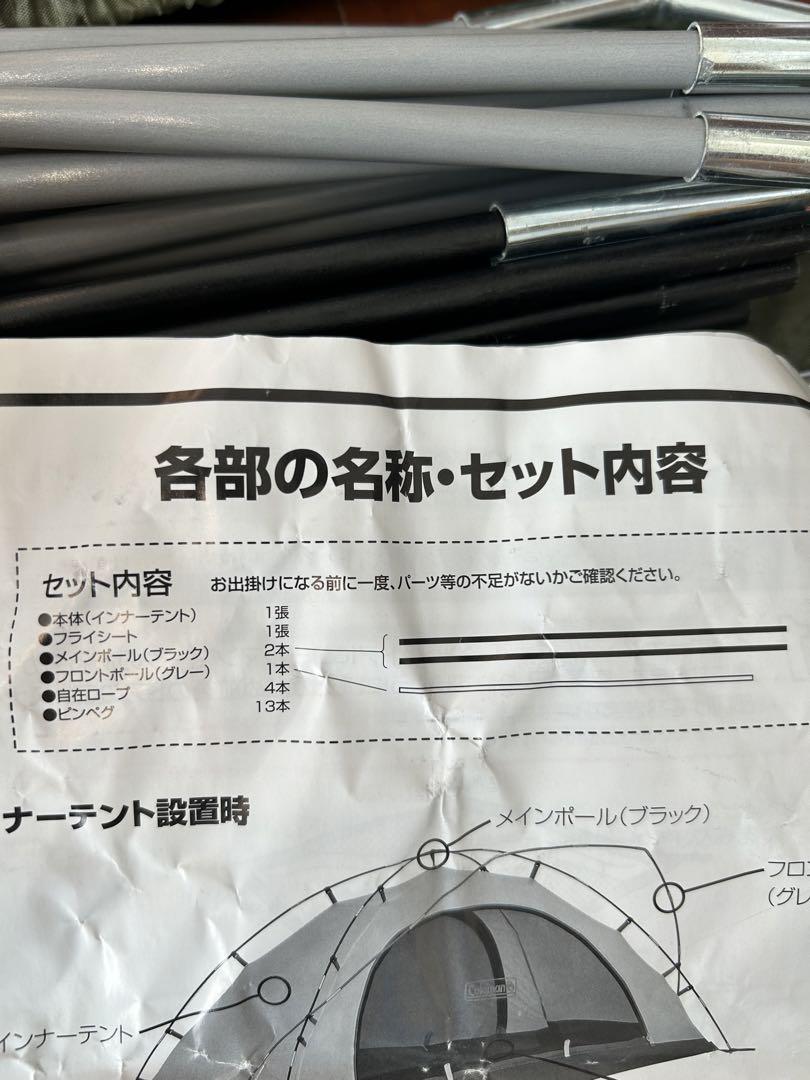 各部の名称・セット内容
セット内容 お出掛けになる前に一度、パーツ等の不足がないかご確認ください。
●本体（インナーテント） 1張
●フライシート 1張
●メインポール（ブラック） 2本
●フロントポール（グレー） 1本
●自在ロープ 4本
●ピンペグ 13本
ナーテント設置時
メインポール（ブラック）
フロン
（グレ
Coleman
インナーテント